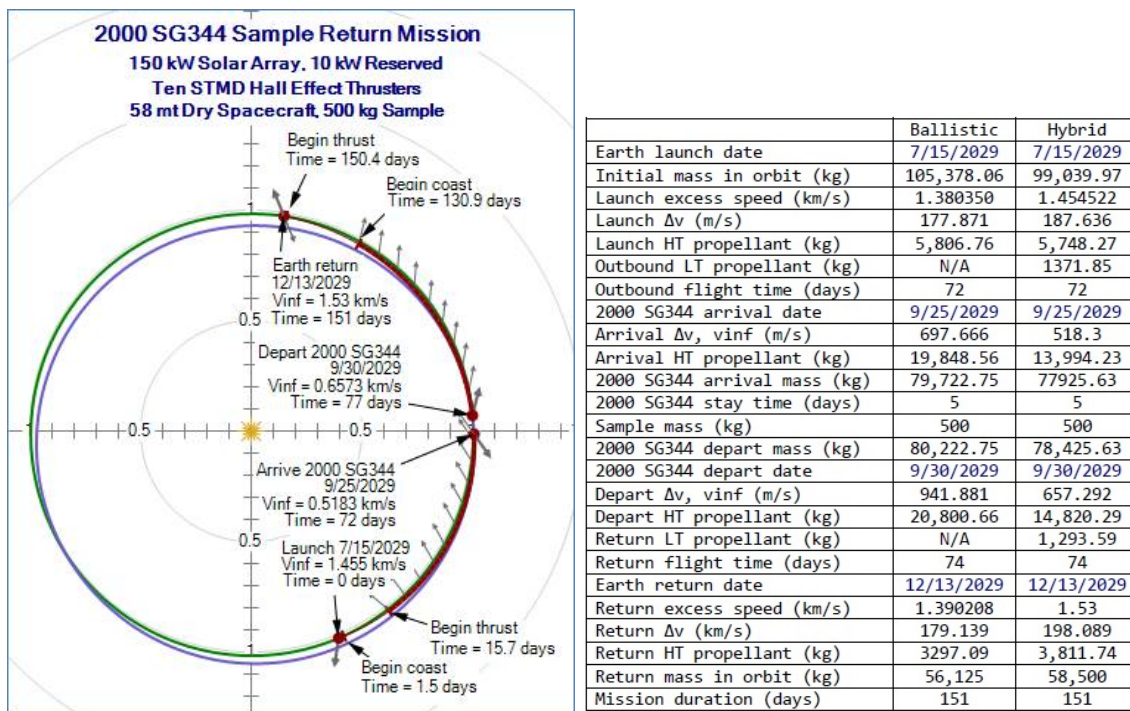 2000 SG344 Sample Return Mission
150 kW Solar Array, 10 kW Reserved
Ten STMD Hall Effect Thrusters
58 mt Dry Spacecraft, 500 kg Sample
Begin thrust
Time = 150.4 days
Begin coast
Time = 130.9 days
1
Earth return
12/13/2029
Vinf = 1.53 km/s
Time = 151 days
0.5
Depart 2000 SG344
9/30/2029
Vinf = 0.6573 km/s
Time = 77 days
0.5
0.5
Arrive 2000 SG344
9/25/2029
Vinf = 0.5183 km/s
Time = 72 days
0.5
Launch 7/15/2029
Vinf = 1.455 km/s
Time = 0 days
Begin thrust
Time = 15.7 days
1
Begin coast
Time = 1.5 days
Ballistic Hybrid
Earth launch date 7/15/2029 7/15/2029
Initial mass in orbit (kg) 105,378.06 99,039.97
Launch excess speed (km/s) 1.380350 1.454522
Launch Δv (m/s) 177.871 187.636
Launch HT propellant (kg) 5,806.76 5,748.27
Outbound LT propellant (kg) N/A 1371.85
Outbound flight time (days) 72 72
2000 SG344 arrival date 9/25/2029 9/25/2029
Arrival Δv, vinf (m/s) 697.666 518.3
Arrival HT propellant (kg) 19,848.56 13,994.23
2000 SG344 arrival mass (kg) 79,722.75 77925.63
2000 SG344 stay time (days) 5 5
Sample mass (kg) 500 500
2000 SG344 depart mass (kg) 80,222.75 78,425.63
2000 SG344 depart date 9/30/2029 9/30/2029
Depart Δv, vinf (m/s) 941.881 657.292
Depart HT propellant (kg) 20,800.66 14,820.29
Return LT propellant (kg) N/A 1,293.59
Return flight time (days) 74 74
Earth return date 12/13/2029 12/13/2029
Return excess speed (km/s) 1.390208 1.53
Return Δv (km/s) 179.139 198.089
Return HT propellant (kg) 3297.09 3,811.74
Return mass in orbit (kg) 56,125 58,500
Mission duration (days) 151 151